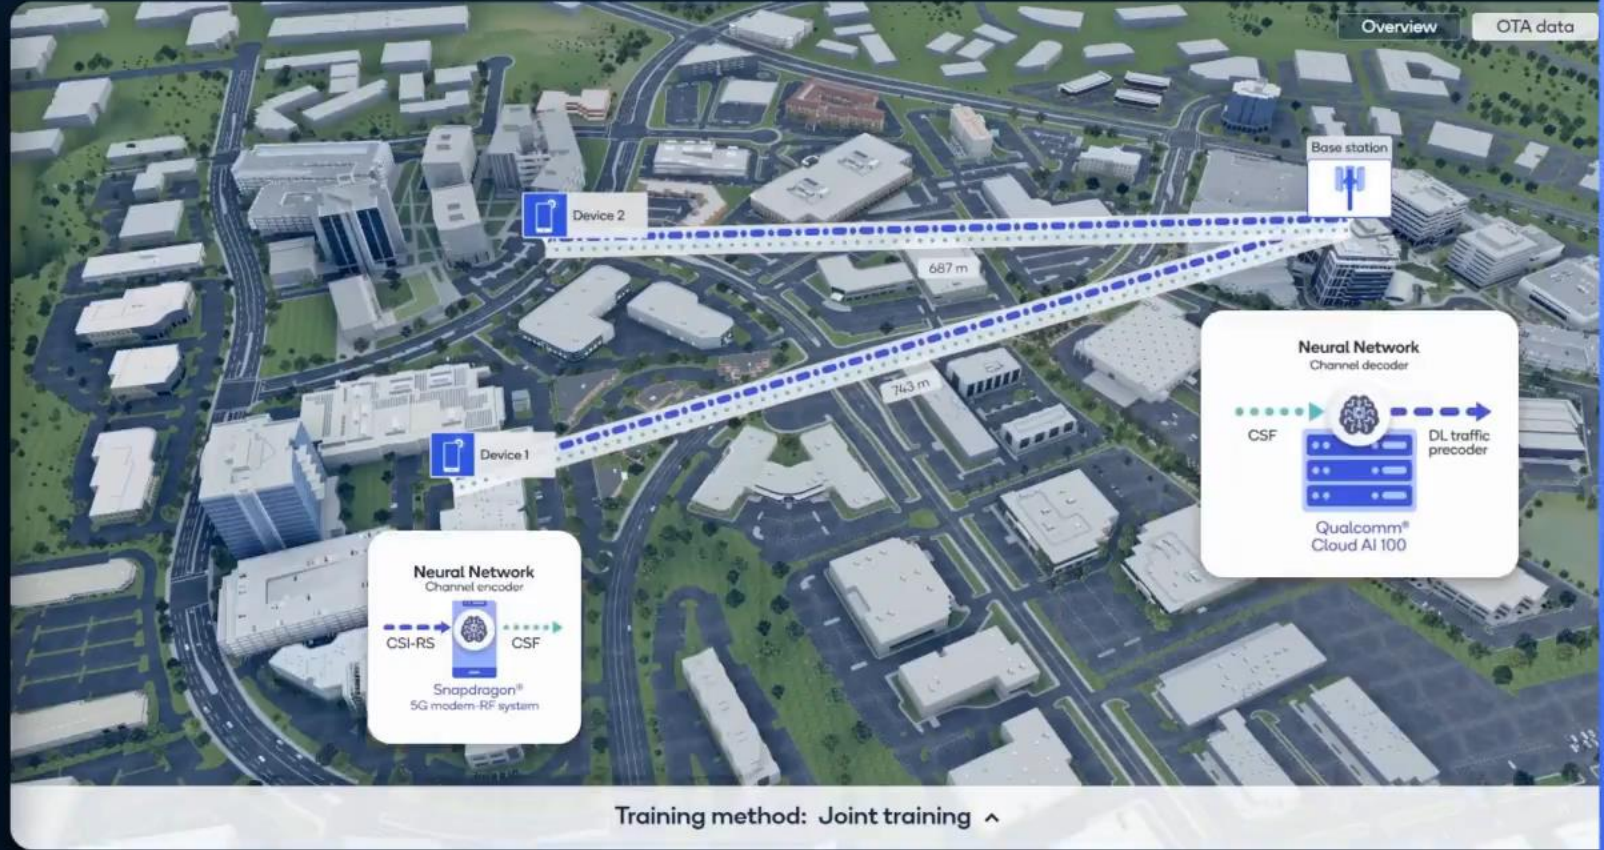 Overview
OTA data
Base station
Device 2
687 m
Neural Network
Channel decoder
743 m
CSF
DL traffic
precoder
Qualcomm®
Cloud AI 100
Device 1
Neural Network
Channel encoder
CSI-RS
CSF
Snapdragon®
5G modem-RF system
Training method: Joint training